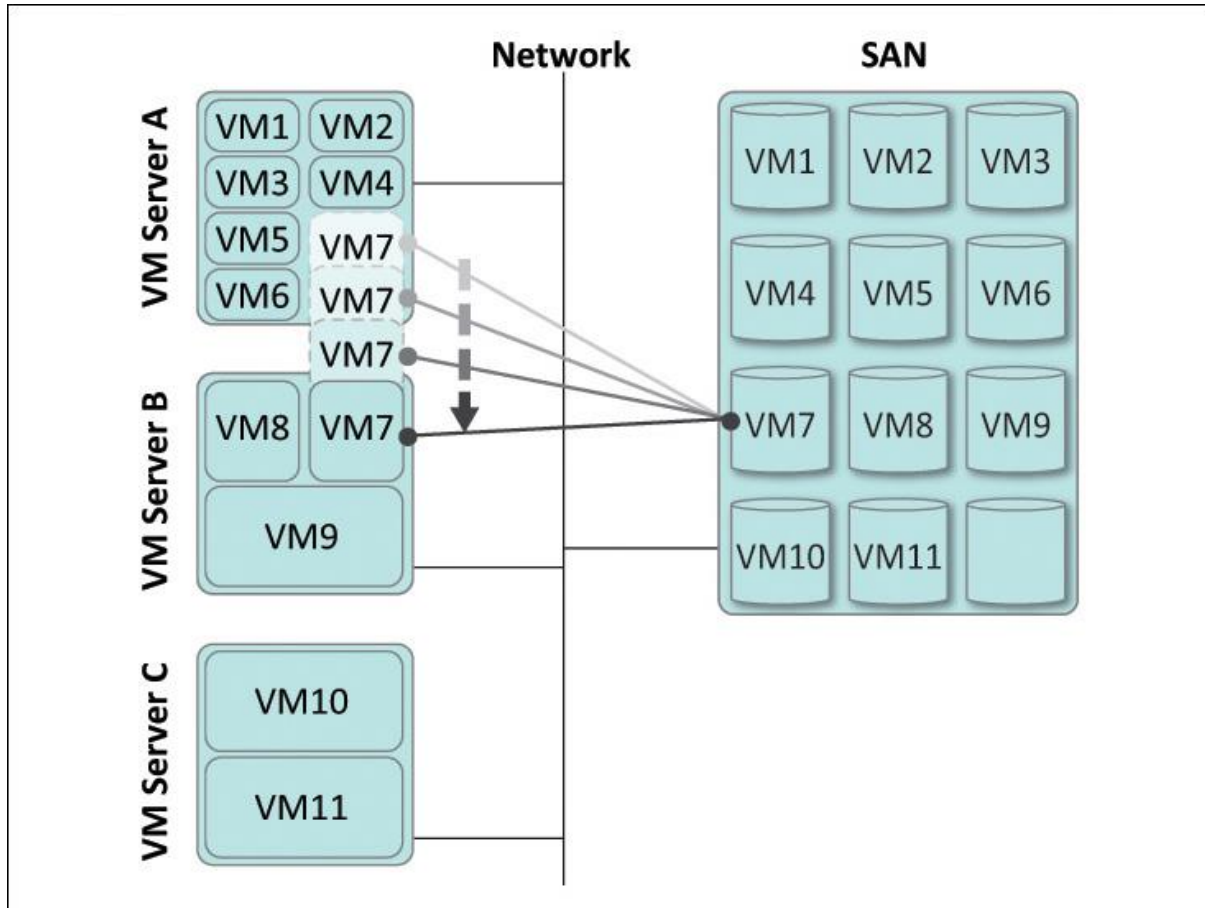 Network
SAN
VM Server A
VM1 VM2
VM3 VM4
VM5 VM7
VM6 VM7
VM7
VM Server B
VM8 VM7
VM9
VM Server C
VM10
VM11
VM1 VM2 VM3
VM4 VM5 VM6
VM7 VM8 VM9
VM10 VM11